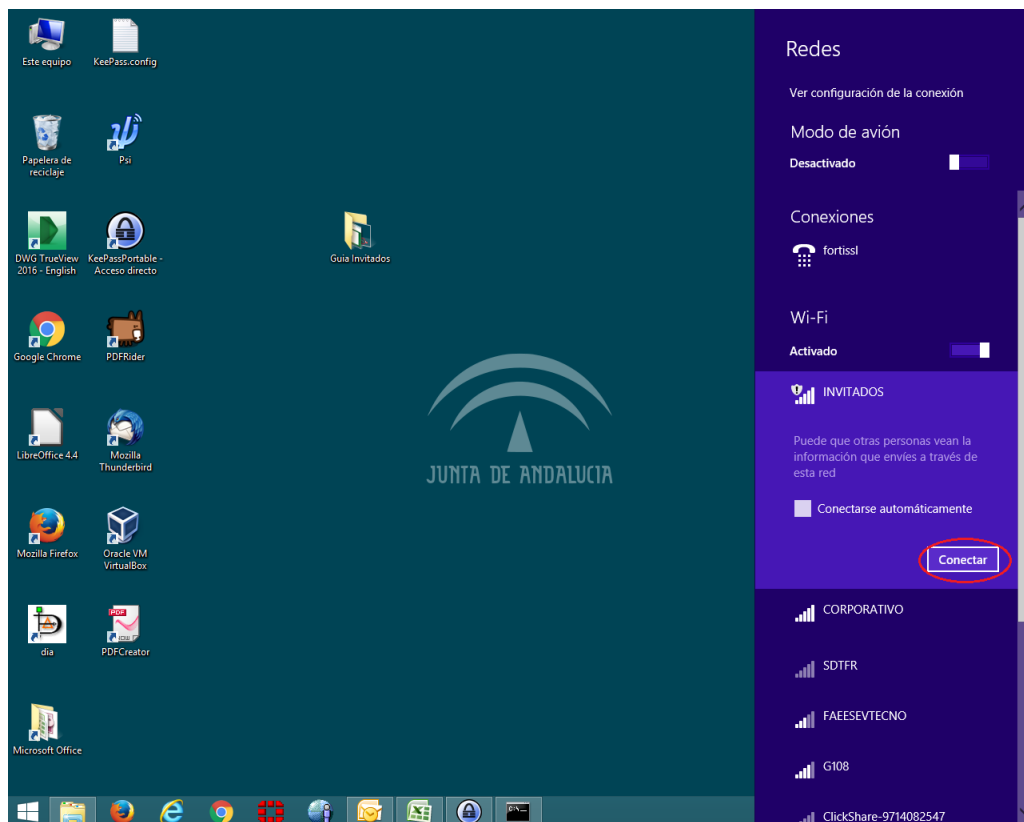 Este equipo
KeePass.config
Papelera de
reciclaje
Psi
DWG TrueView
2016 - English
KeePassPortable -
Acceso directo
Guia Invitados
Google Chrome
PDFRider
LibreOffice 4.4
Mozilla
Thunderbird
Mozilla Firefox
Oracle VM
VirtualBox
dia
PDF
PDFCreator
Microsoft Office
JUNTA DE ANDALUCIA
Redes
Ver configuración de la conexión
Modo de avión
Desactivado
Conexiones
fortissl
Wi-Fi
Activado
INVITADOS
Puede que otras personas vean la
información que envíes a través de
esta red
Conectarse automáticamente
Conectar
CORPORATIVO
SDTFR
FAEESEVTECNO
G108
ClickShare-9714082547